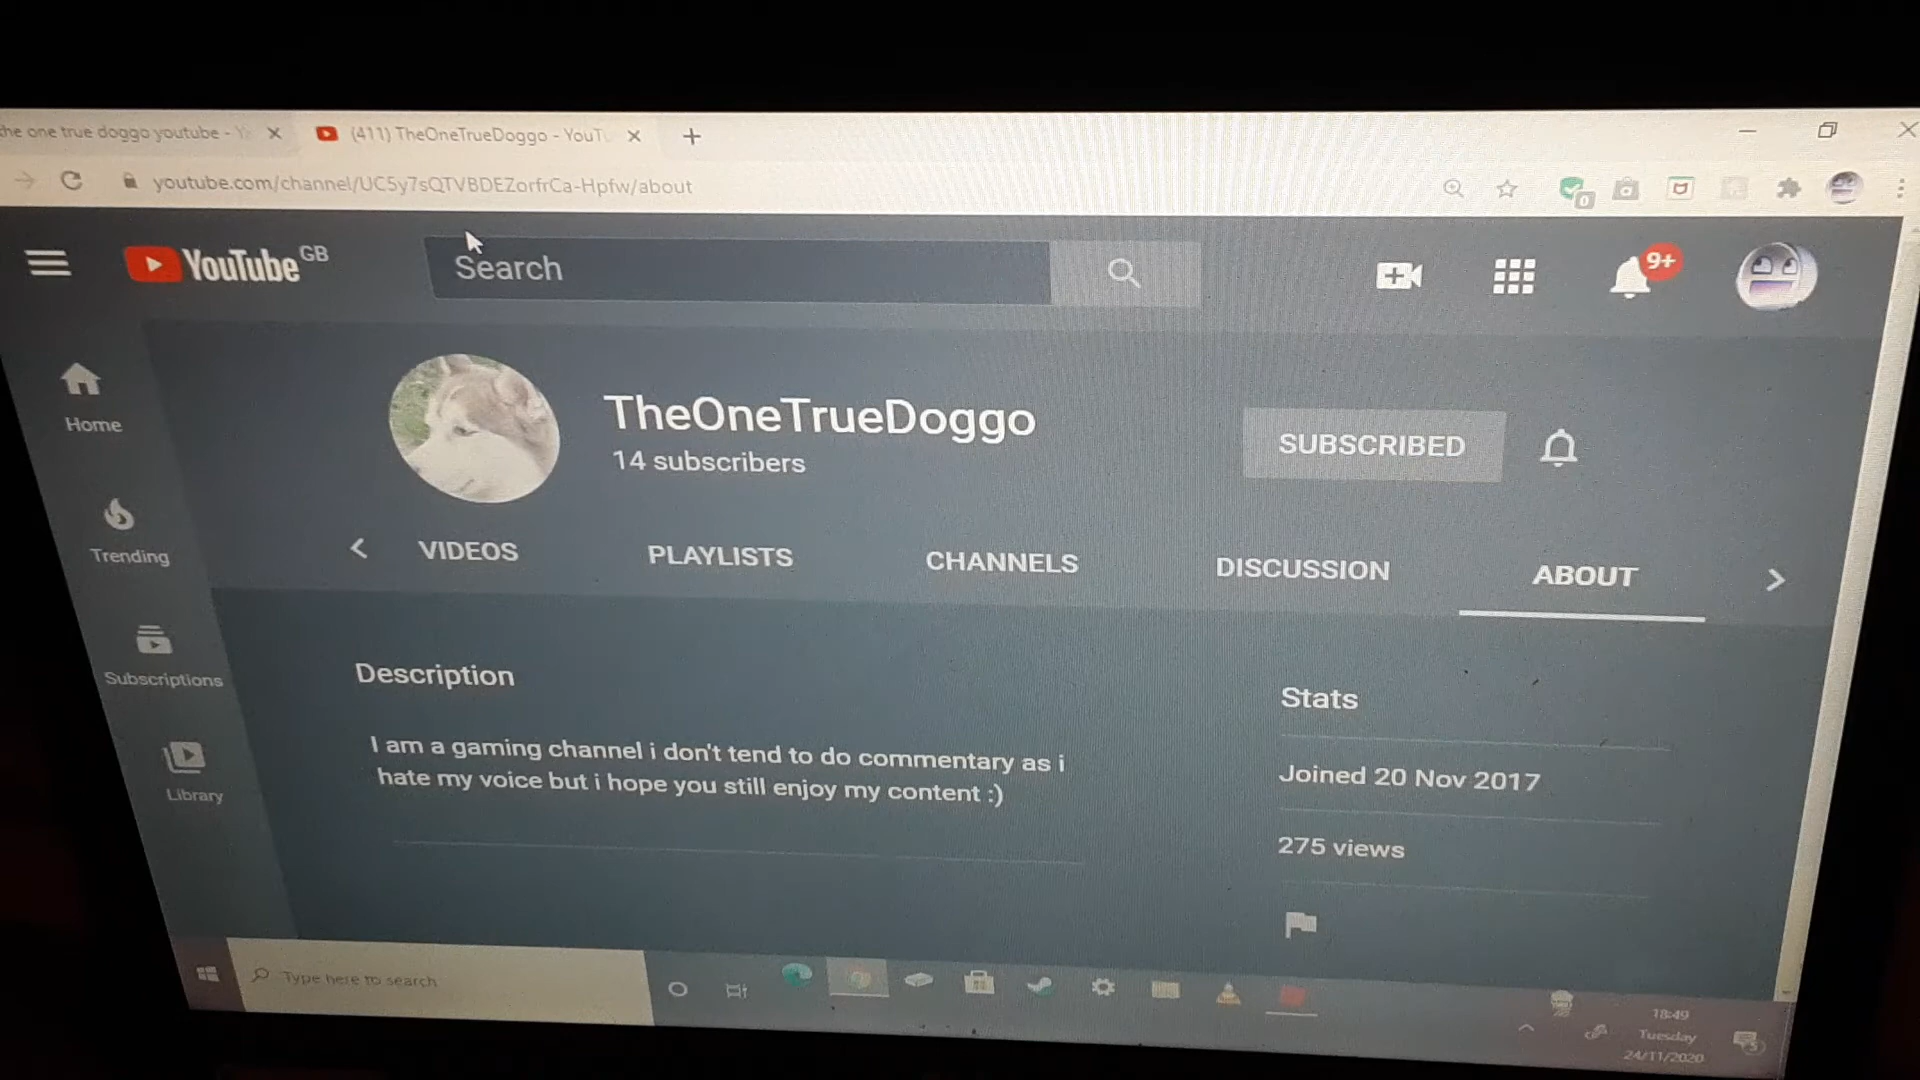 the one true doggo youtube - Y
(411) TheOneTrueDoggo - YouT
youtube.com/channel/UC5y7sQTVBDEZorfrCa-Hpfw/about
0
YouTube GB
Search
9+
Home
TheOneTrueDoggo
14 subscribers
SUBSCRIBED
Trending
VIDEOS PLAYLISTS CHANNELS DISCUSSION ABOUT
Subscriptions
Description
I am a gaming channel i don't tend to do commentary as i
hate my voice but i hope you still enjoy my content :)
Stats
Joined 20 Nov 2017
275 views
Library
Type here to search
18:49
Tuesday
24/11/2020
5